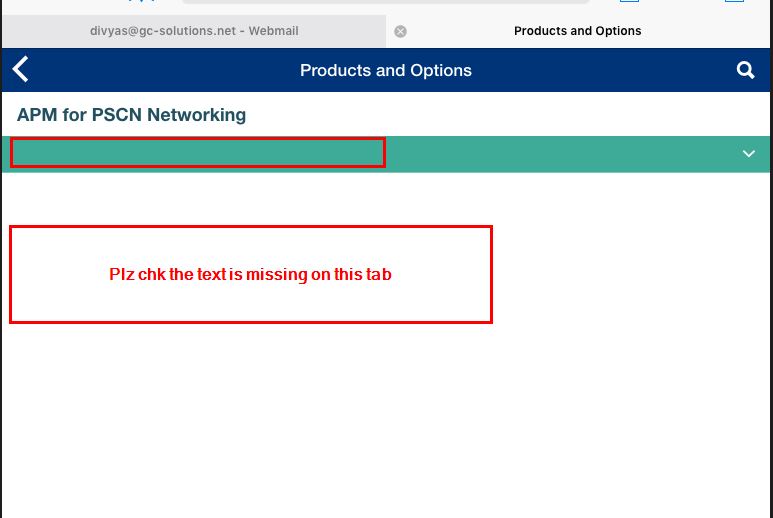 divyas@gc-solutions.net - Webmail
Products and Options
Products and Options
APM for PSCN Networking
Plz chk the text is missing on this tab